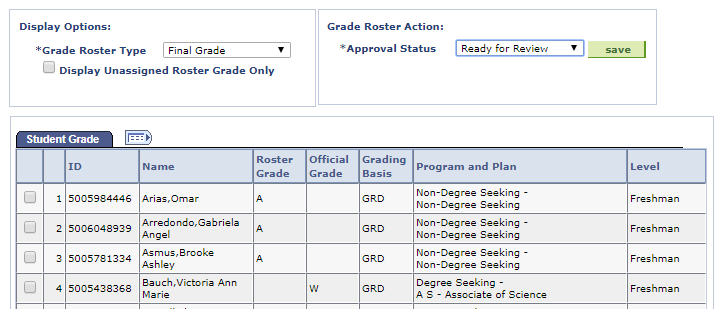 Display Options:
*Grade Roster Type Final Grade
Display Unassigned Roster Grade Only
Grade Roster Action:
*Approval Status Ready for Review save
Student Grade
ID Name Roster Grade Official Grade Grading Basis Program and Plan Level
1 5005984446 Arias,Omar A GRD Non-Degree Seeking - Non-Degree Seeking Freshman
2 5006048939 Arredondo,Gabriela Angel A GRD Non-Degree Seeking - Non-Degree Seeking Freshman
3 5005781334 Asmus,Brooke Ashley A GRD Non-Degree Seeking - Non-Degree Seeking Freshman
4 5005438368 Bauch,Victoria Ann Marie W GRD Degree Seeking - A S - Associate of Science Freshman